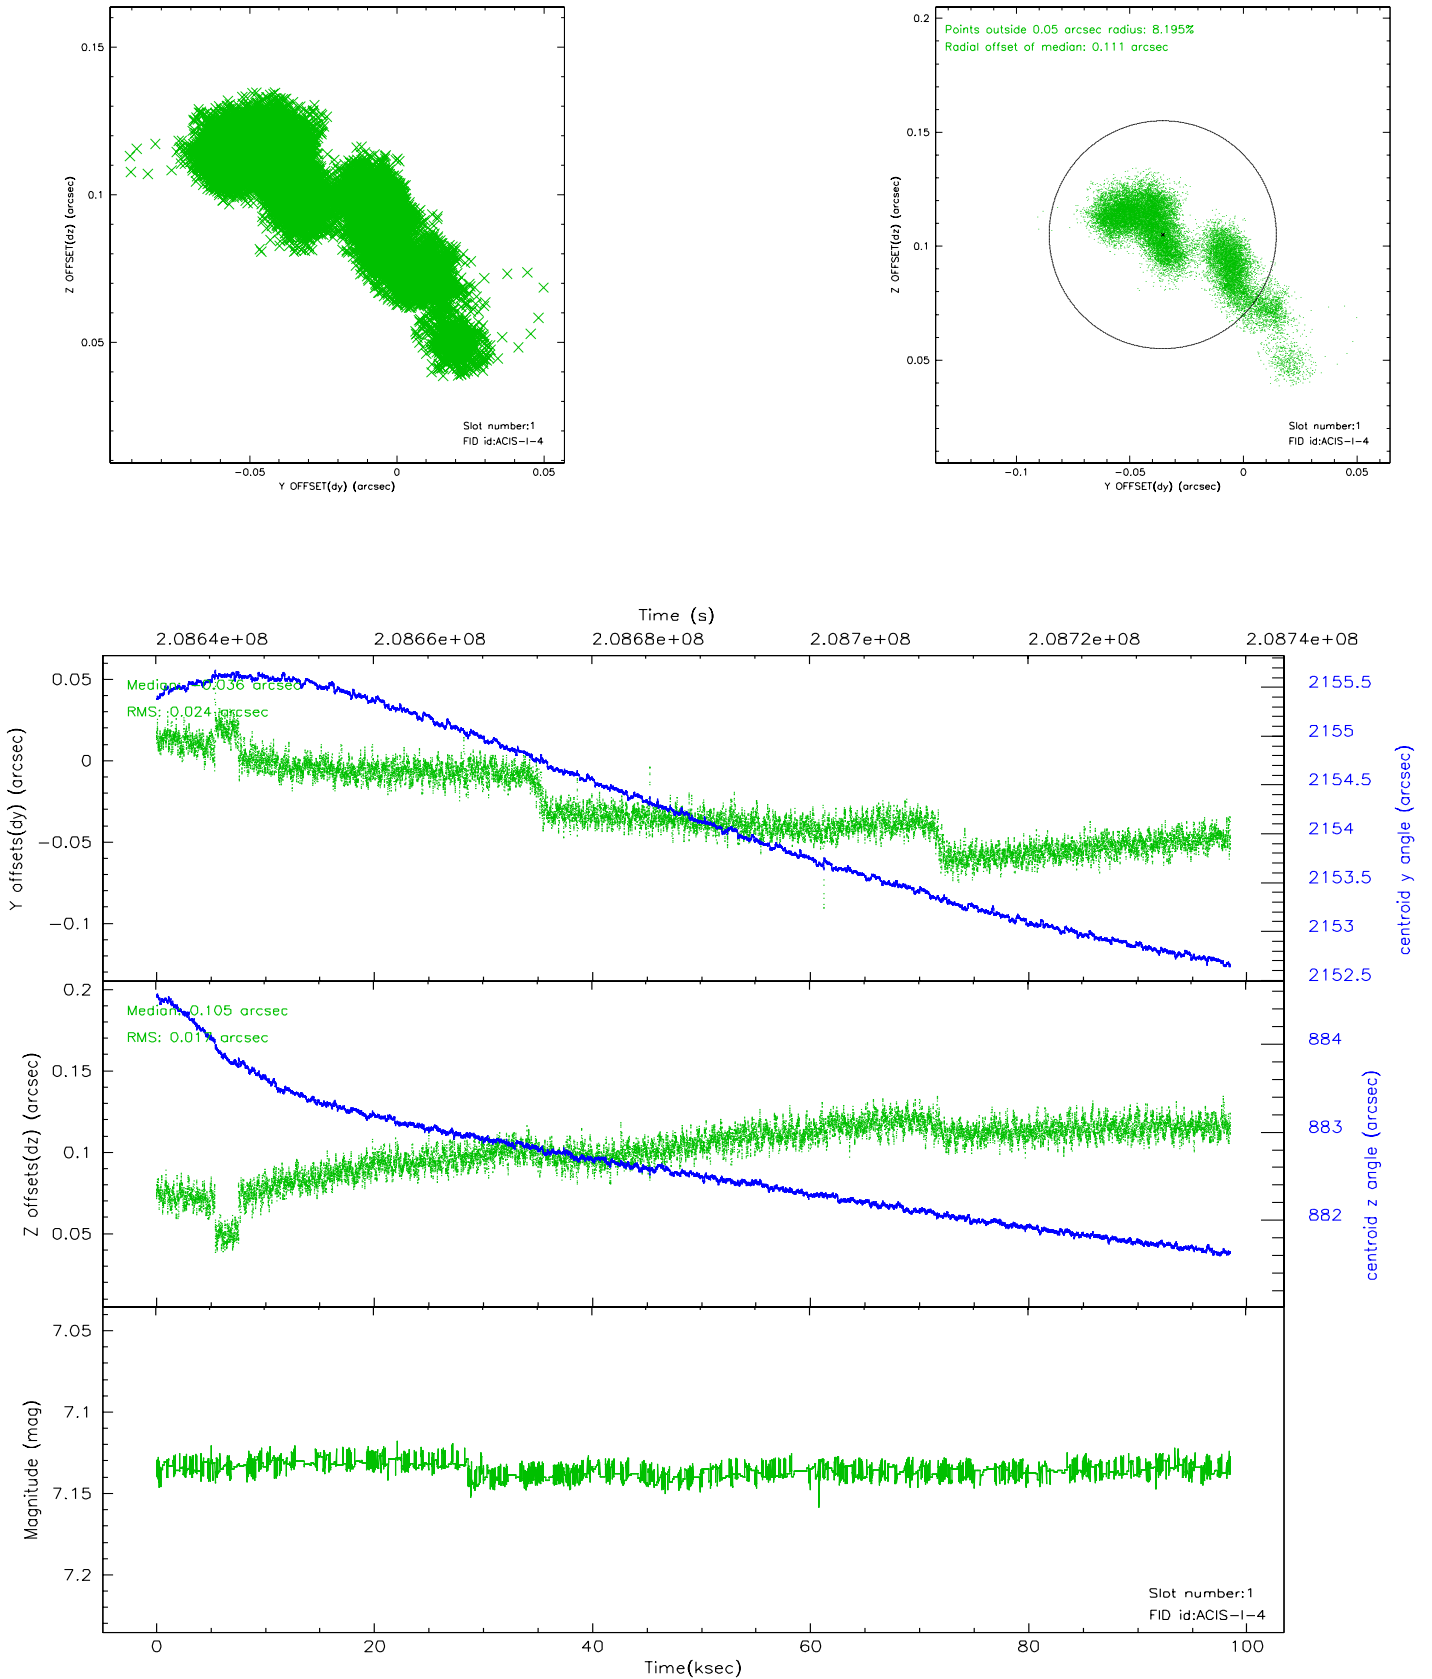 0.15
0.1
0.05
Z OFFSET(dz) (arcsec)
−0.05
0
0.05
Y OFFSET(dy) (arcsec)
Slot number:1
FID id:ACIS−I−4
Points outside 0.05 arcsec radius: 8.195%
Radial offset of median: 0.111 arcsec
0.2
0.15
0.1
0.05
Z OFFSET(dz) (arcsec)
−0.1
−0.05
0
0.05
Y OFFSET(dy) (arcsec)
Slot number:1
FID id:ACIS−I−4
Time (s)
2.0864e+08
2.0866e+08
2.0868e+08
2.087e+08
2.0872e+08
2.0874e+08
Median: −0.036 arcsec
RMS: 0.024 arcsec
0.05
0
−0.05
−0.1
Y offsets(dy) (arcsec)
2155.5
2155
2154.5
2154
2153.5
2153
2152.5
centroid y angle (arcsec)
Median: 0.105 arcsec
RMS: 0.017 arcsec
0.2
0.15
0.1
0.05
Z offsets(dz) (arcsec)
884
883
882
centroid z angle (arcsec)
7.05
7.1
7.15
7.2
Magnitude (mag)
Slot number:1
FID id:ACIS−I−4
0
20
40
60
80
100
Time(ksec)